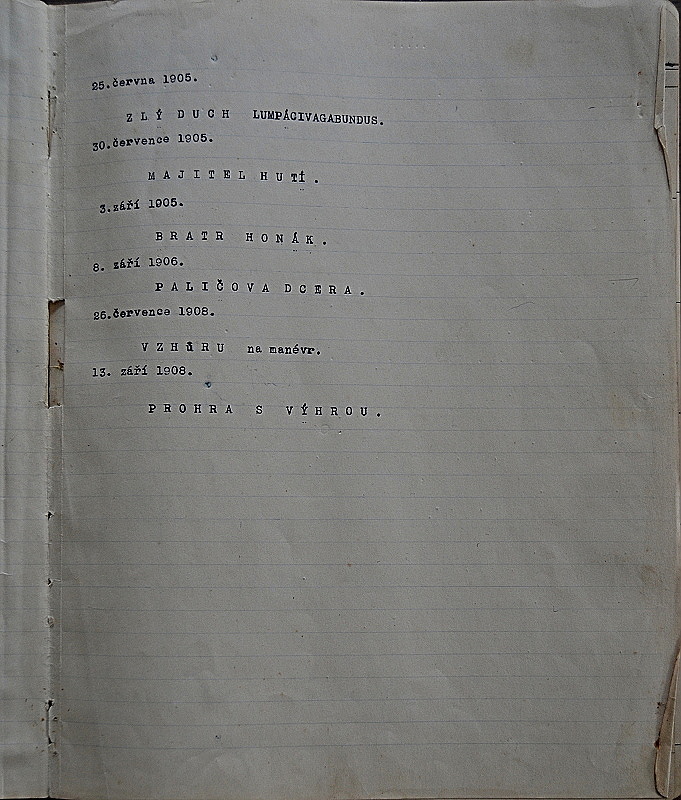 25.června 1905.
ZLÝ DUCH LUMPÁCIVAGABUNDUS.
30.července 1905.
MAJITEL HUTÍ.
3.září 1905.
BRATR HONÁK.
8. září 1906.
PALIČOVA DCERA.
26.července 1908.
VZHŮRU na manévr.
13. září 1908.
PROHRA S VÝHROU.